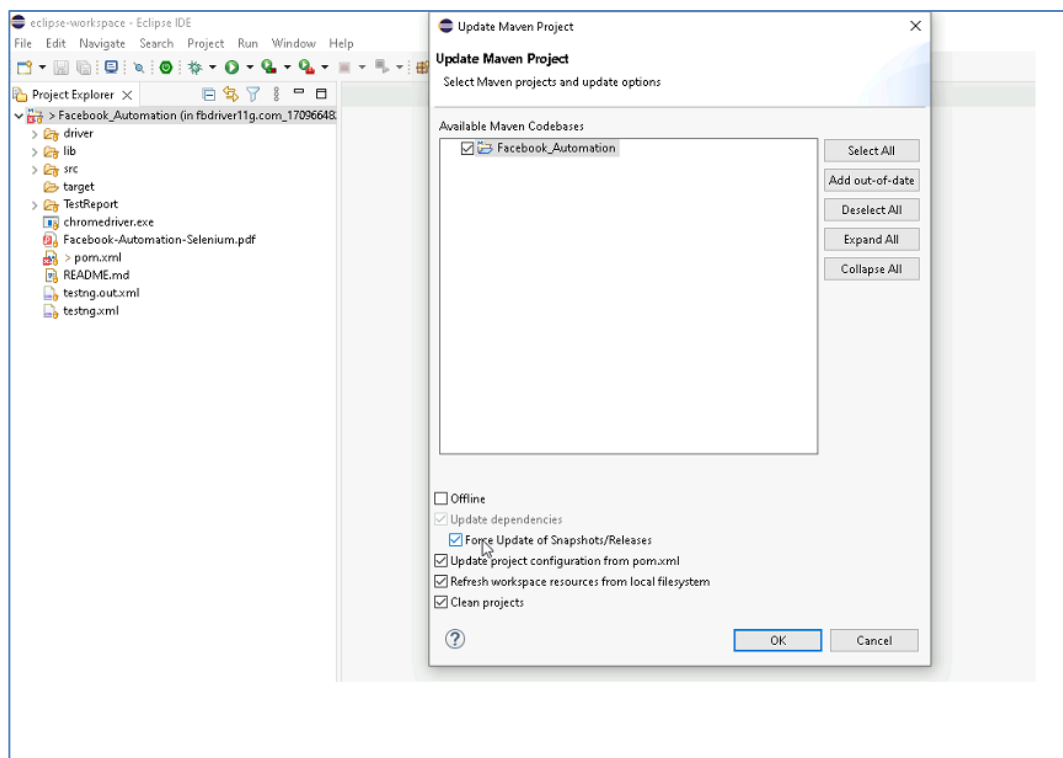 eclipse-workspace - Eclipse IDE
File Edit Navigate Search Project Run Window Help
Project Explorer
> Facebook_Automation (in fbdriver11g.com_17096648
driver
lib
src
target
TestReport
chromedriver.exe
Facebook-Automation-Selenium.pdf
> pom.xml
README.md
testng.out.xml
testng.xml
Update Maven Project
Update Maven Project
Select Maven projects and update options
Available Maven Codebases
Facebook_Automation
Select All
Add out-of-date
Deselect All
Expand All
Collapse All
Offline
Update dependencies
Force Update of Snapshots/Releases
Update project configuration from pom.xml
Refresh workspace resources from local filesystem
Clean projects
?
OK
Cancel